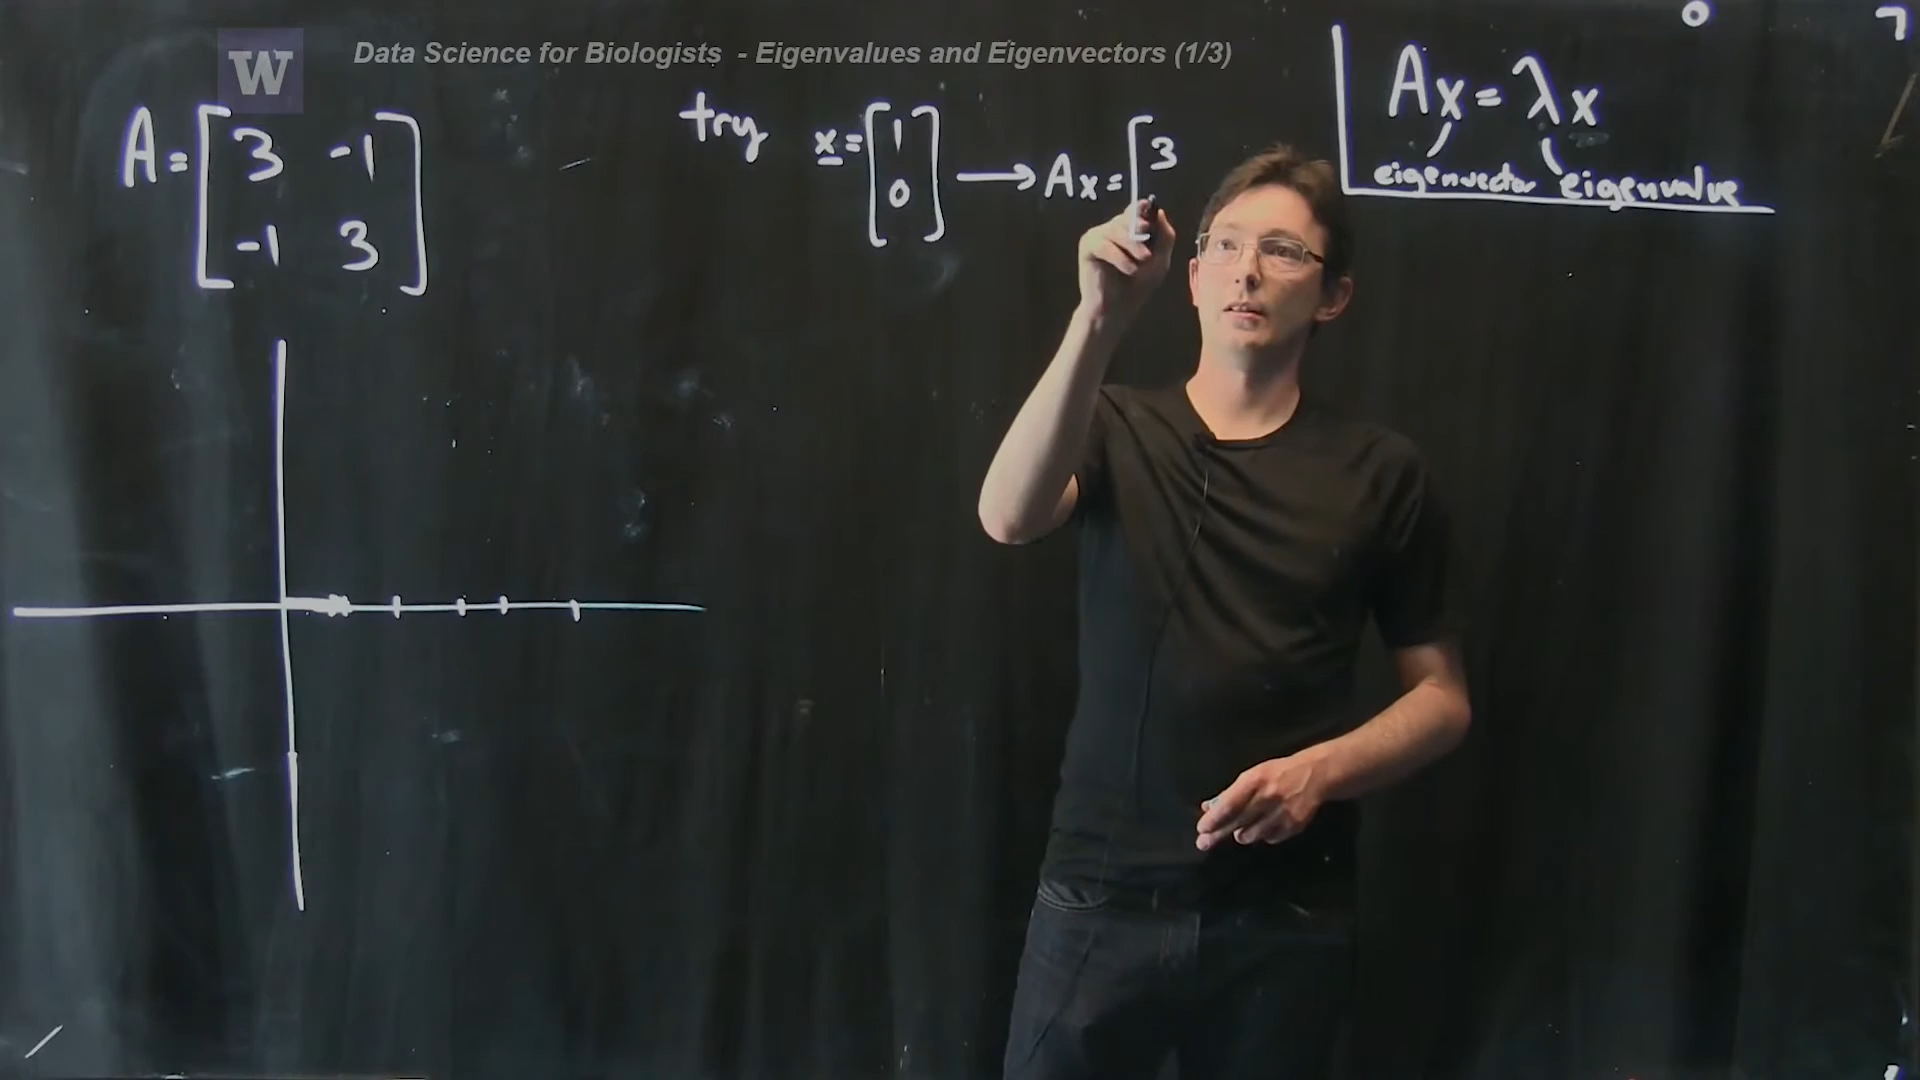 W
Data Science for Biologists - Eigenvalues and Eigenvectors (1/3)
A = [ 3 -1
-1 3 ]
try x = [ 1
0 ] → Ax = [ 3
Ax = λx
eigenvector eigenvalue
0